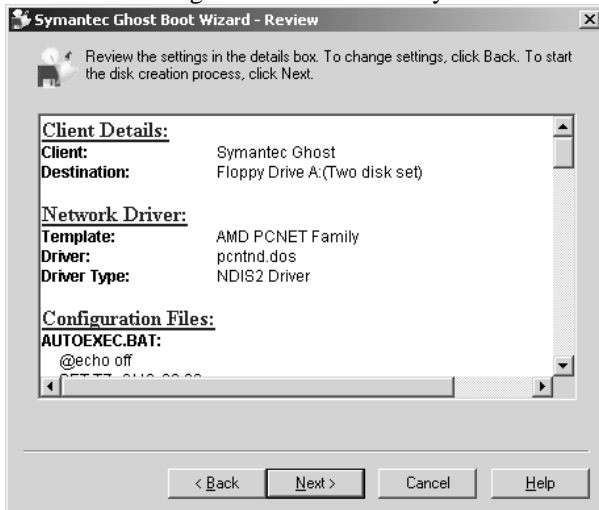 Symantec Ghost Boot Wizard - Review
Review the settings in the details box. To change settings, click Back. To start
the disk creation process, click Next.
Client Details:
Client: Symantec Ghost
Destination: Floppy Drive A:(Two disk set)
Network Driver:
Template: AMD PCNET Family
Driver: pcntnd.dos
Driver Type: NDIS2 Driver
Configuration Files:
AUTOEXEC.BAT:
@echo off
< Back Next > Cancel Help